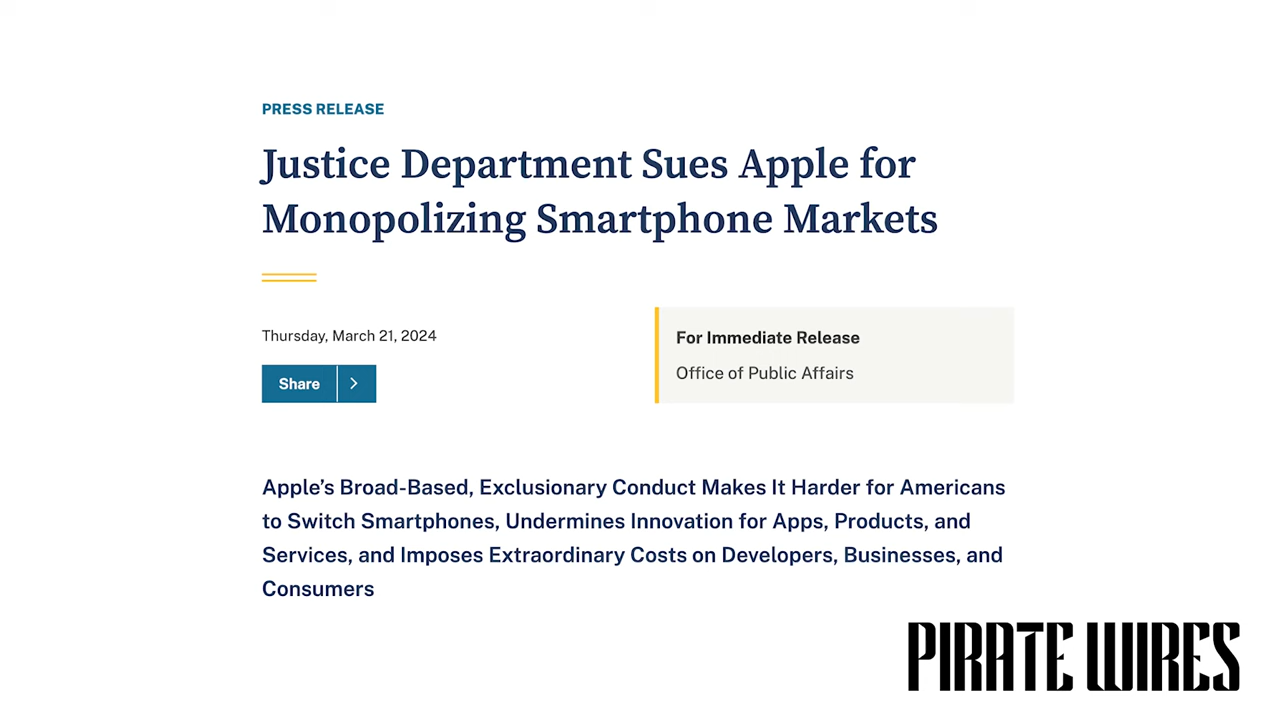 PRESS RELEASE
Justice Department Sues Apple for
Monopolizing Smartphone Markets
Thursday, March 21, 2024
Share
For Immediate Release
Office of Public Affairs
Apple’s Broad-Based, Exclusionary Conduct Makes It Harder for Americans
to Switch Smartphones, Undermines Innovation for Apps, Products, and
Services, and Imposes Extraordinary Costs on Developers, Businesses, and
Consumers
PIRATE WIRES